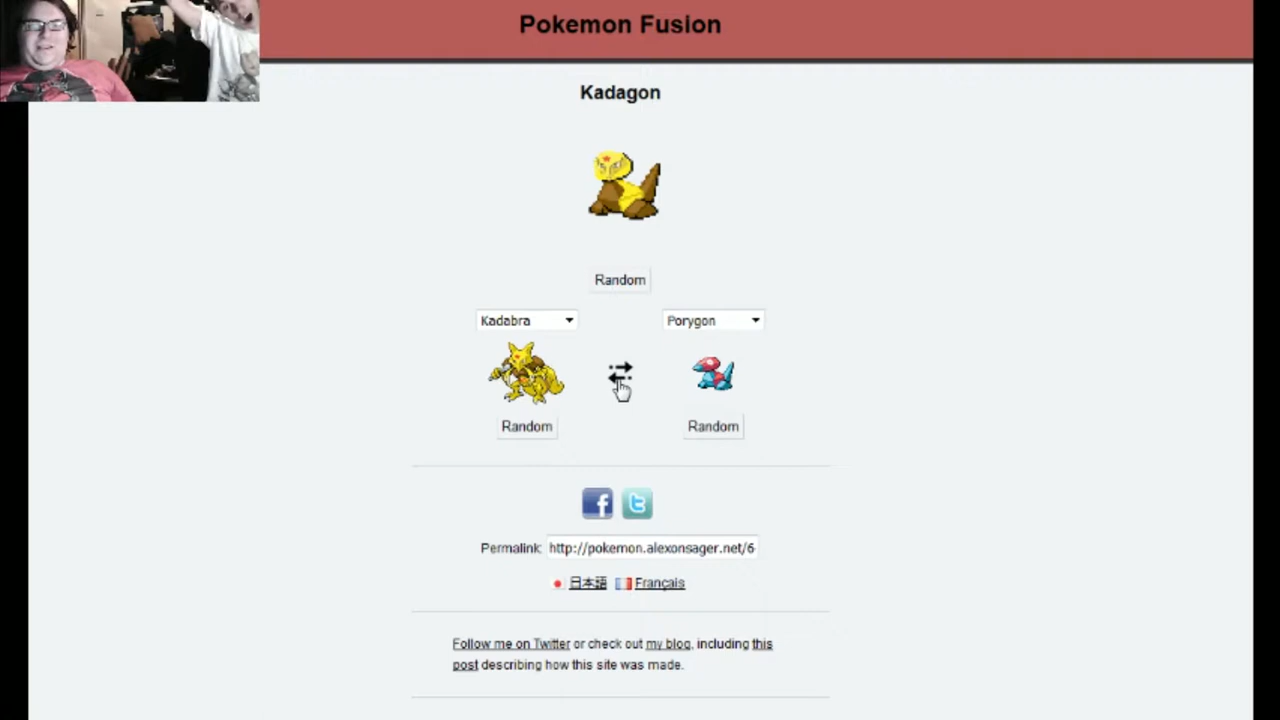 Pokemon Fusion
Kadagon
Random
Kadabra Porygon
Random Random
Permalink: http://pokemon.alexonsager.net/6
日本語 Français
Follow me on Twitter or check out my blog, including this
post describing how this site was made.